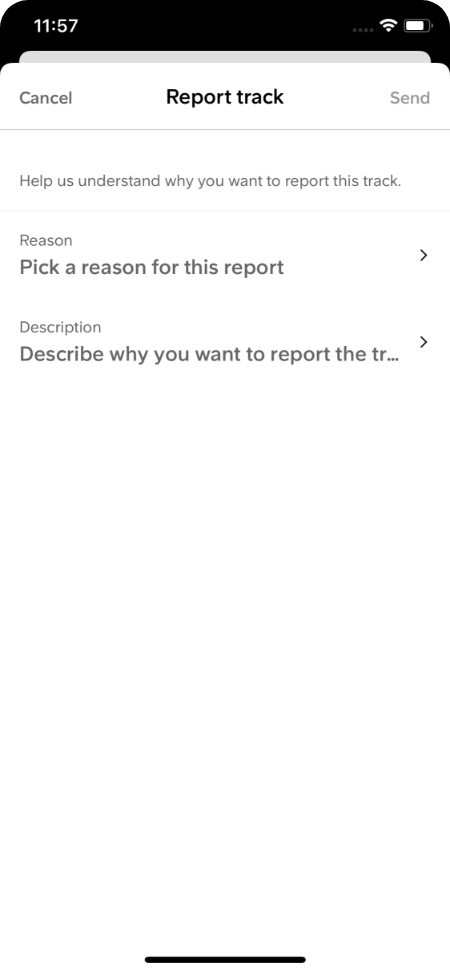 11:57
Cancel
Report track
Send
Help us understand why you want to report this track.
Reason
Pick a reason for this report
Description
Describe why you want to report the tr...